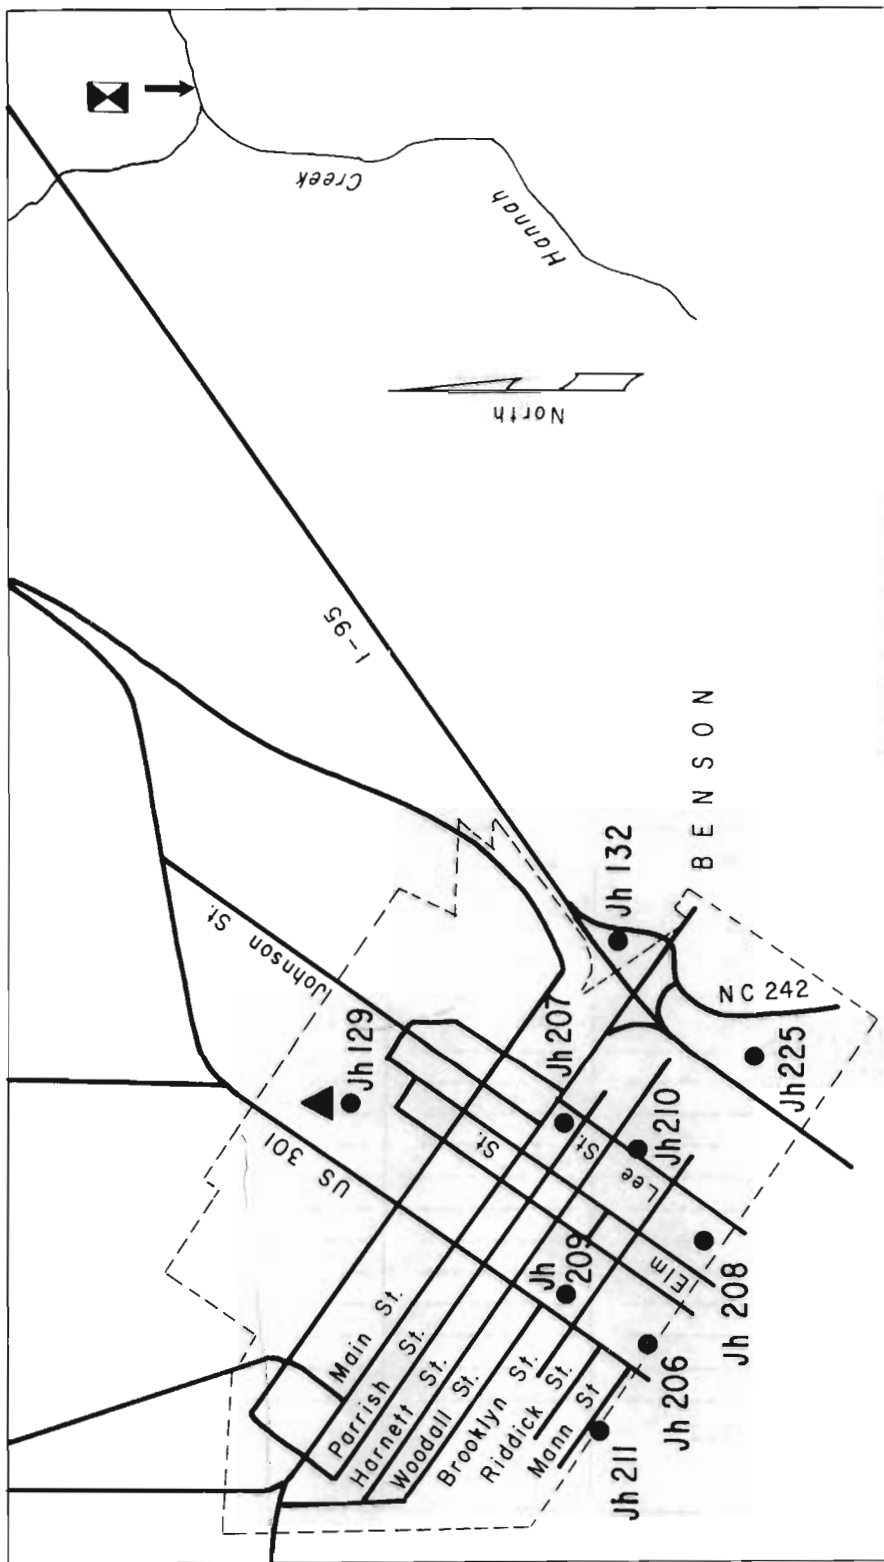 Creek
Hannah
North
I-95
BENSON
Johnson St.
US 301
Jh 129
Jh 132
NC 242
Jh 207
Jh 225
Jh 210
St.
St.
Lee
Elm
Jh 209
Jh 208
Jh 206
Jh 211
Main St.
Parrish St.
Harnett St.
Woodall St.
Brooklyn St.
Riddick St.
Mann St